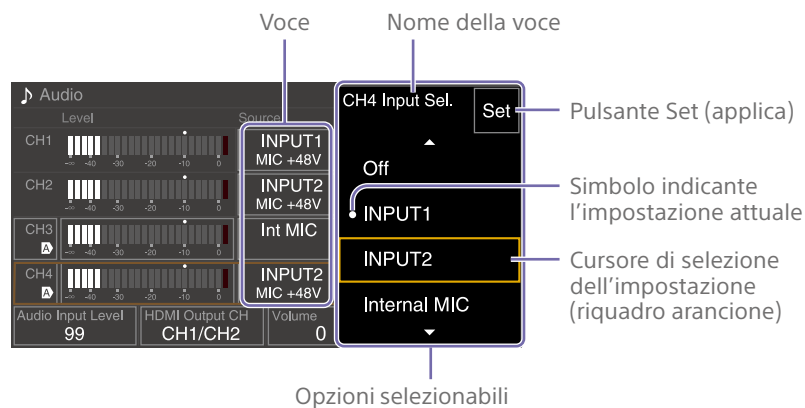 Voce
Nome della voce
Audio
Level
Source
CH1
-∞ -40 -30 -20 -10 0
INPUT1
MIC +48V
CH2
-∞ -40 -30 -20 -10 0
INPUT2
MIC +48V
CH3
A
-∞ -40 -30 -20 -10 0
Int MIC
CH4
A
-∞ -40 -30 -20 -10 0
INPUT2
MIC +48V
Audio Input Level
99
HDMI Output CH
CH1/CH2
Volume
0
CH4 Input Sel.
Set
Off
INPUT1
INPUT2
Internal MIC
Pulsante Set (applica)
Simbolo indicante
l’impostazione attuale
Cursore di selezione
dell’impostazione
(riquadro arancione)
Opzioni selezionabili